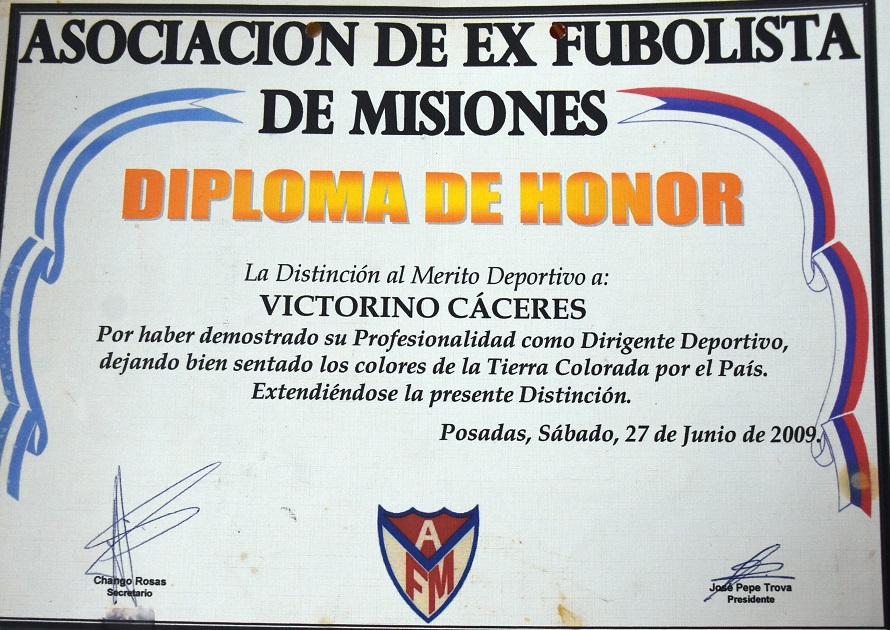 ASOCIACION DE EX FUBOLISTA
DE MISIONES
DIPLOMA DE HONOR
La Distinción al Merito Deportivo a:
VICTORINO CÁCERES
Por haber demostrado su Profesionalidad como Dirigente Deportivo,
dejando bien sentado los colores de la Tierra Colorada por el País.
Extendiéndose la presente Distinción.
Posadas, Sábado, 27 de Junio de 2009.
Chango Rosas
Secretario
A
FM
José Pepe Trova
Presidente